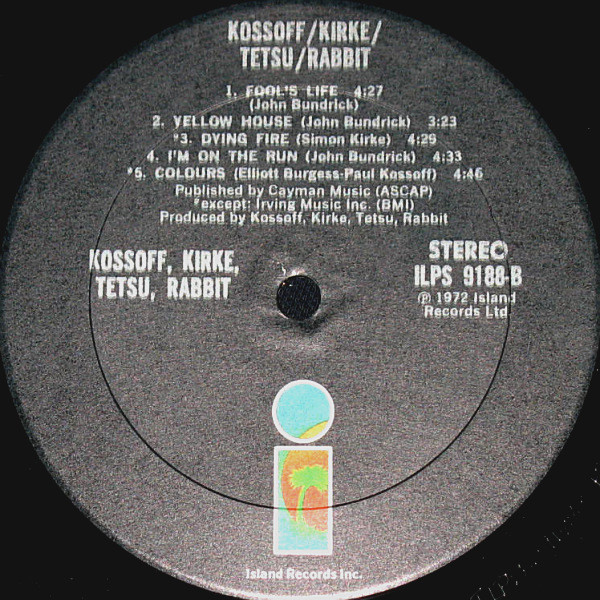 KOSSOFF/KIRKE/
TETSU/RABBIT
1. FOOL'S LIFE 4:27
(John Bundrick)
2. YELLOW HOUSE (John Bundrick) 3:23
*3. DYING FIRE (Simon Kirke) 4:29
4. I'M ON THE RUN (John Bundrick) 4:33
*5. COLOURS (Elliott Burgess-Paul Kossoff) 4:46
Published by Cayman Music (ASCAP)
*except: Irving Music Inc. (BMI)
Produced by Kossoff, Kirke, Tetsu, Rabbit
KOSSOFF, KIRKE,
TETSU, RABBIT
STEREO
ILPS 9188-B
℗ 1972 Island
Records Ltd.
Island Records Inc.